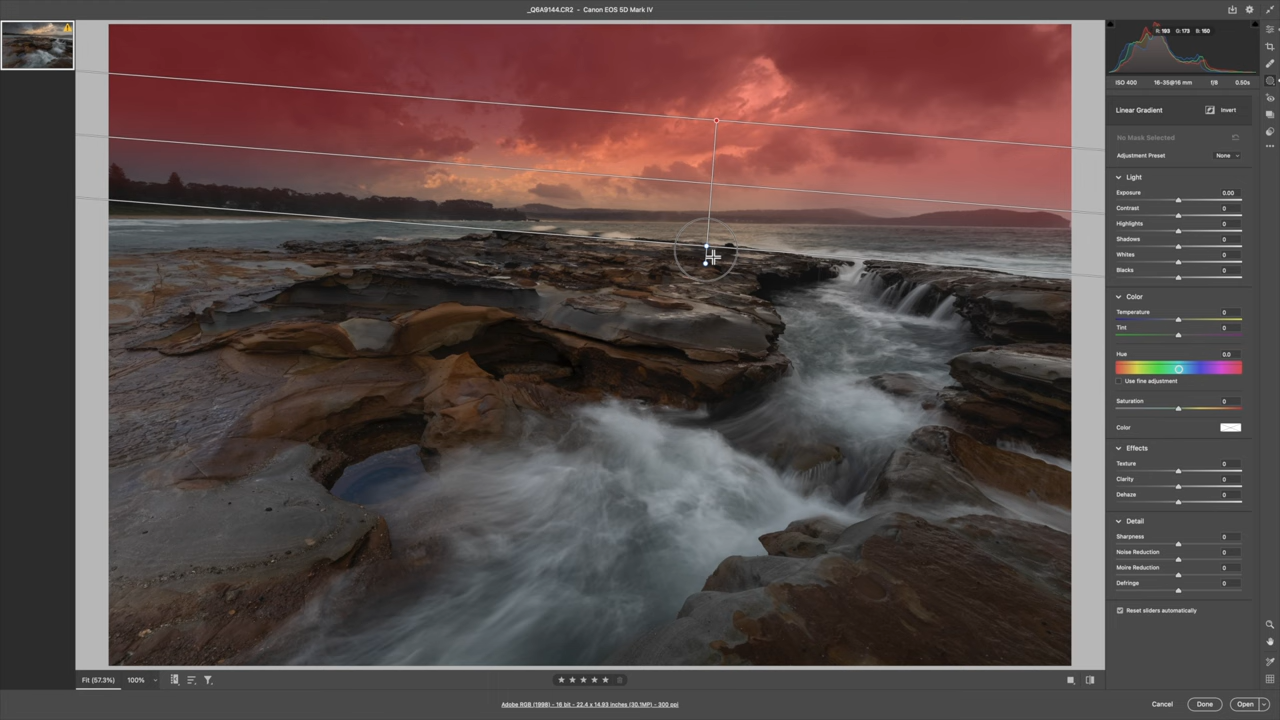 _Q6A9144.CR2 - Canon EOS 5D Mark IV
R: 193 G: 173 B: 150
ISO 400 16-35@16 mm f/8 0.50s
Linear Gradient Invert
No Mask Selected
Adjustment Preset None
Light
Exposure 0.00
Contrast 0
Highlights 0
Shadows 0
Whites 0
Blacks 0
Color
Temperature 0
Tint 0
Hue 0.0
Use fine adjustment
Saturation 0
Color
Effects
Texture 0
Clarity 0
Dehaze 0
Detail
Sharpness 0
Noise Reduction 0
Moire Reduction 0
Defringe 0
Reset sliders automatically
Fit (57.3%) 100%
Adobe RGB (1998) - 16 bit - 22.4 x 14.93 inches (30.1MP) - 300 ppi
Cancel Done Open